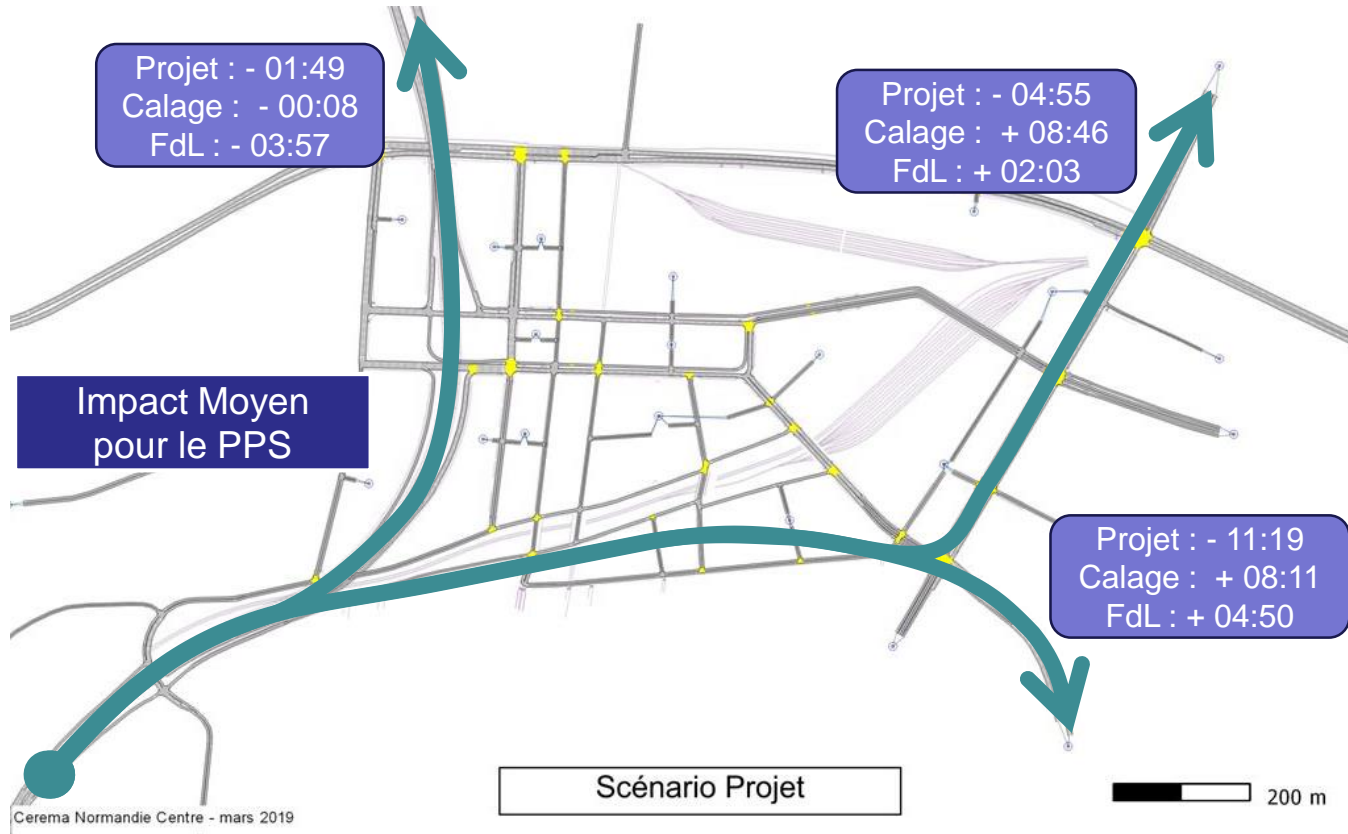 Projet : - 01:49
Calage :  - 00:08
FdL : - 03:57
Projet : - 04:55
Calage :  + 08:46
FdL : + 02:03
Impact Moyen
pour le PPS
Projet : - 11:19
Calage :  + 08:11
FdL : + 04:50
Scénario Projet
200 m
Cerema Normandie Centre - mars 2019